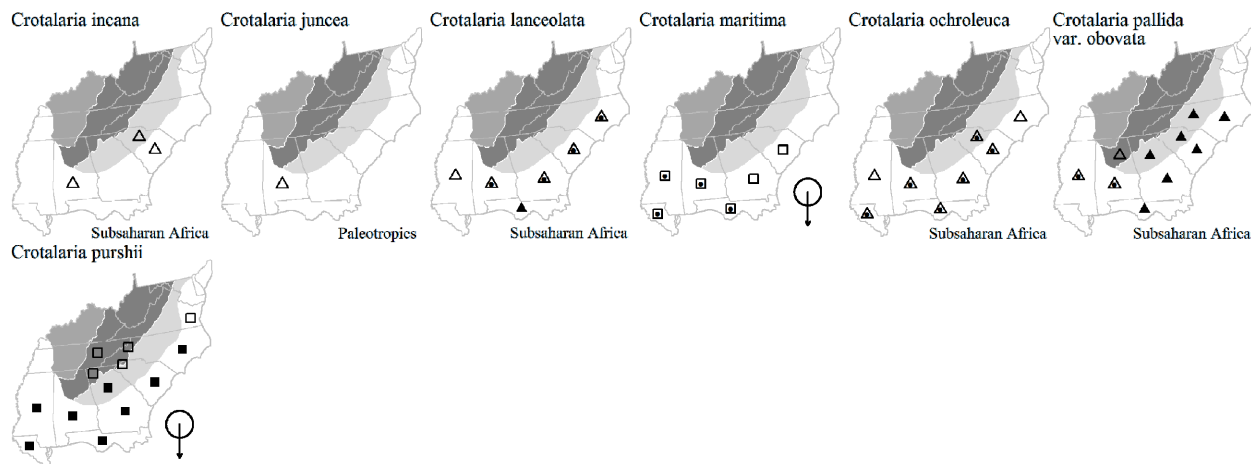 Crotalaria incana
Crotalaria juncea
Crotalaria lanceolata
Crotalaria maritima
Crotalaria ochroleuca
Crotalaria pallida
var. obovata
Subsaharan Africa
Paleotropics
Subsaharan Africa
Subsaharan Africa
Subsaharan Africa
Crotalaria purshii